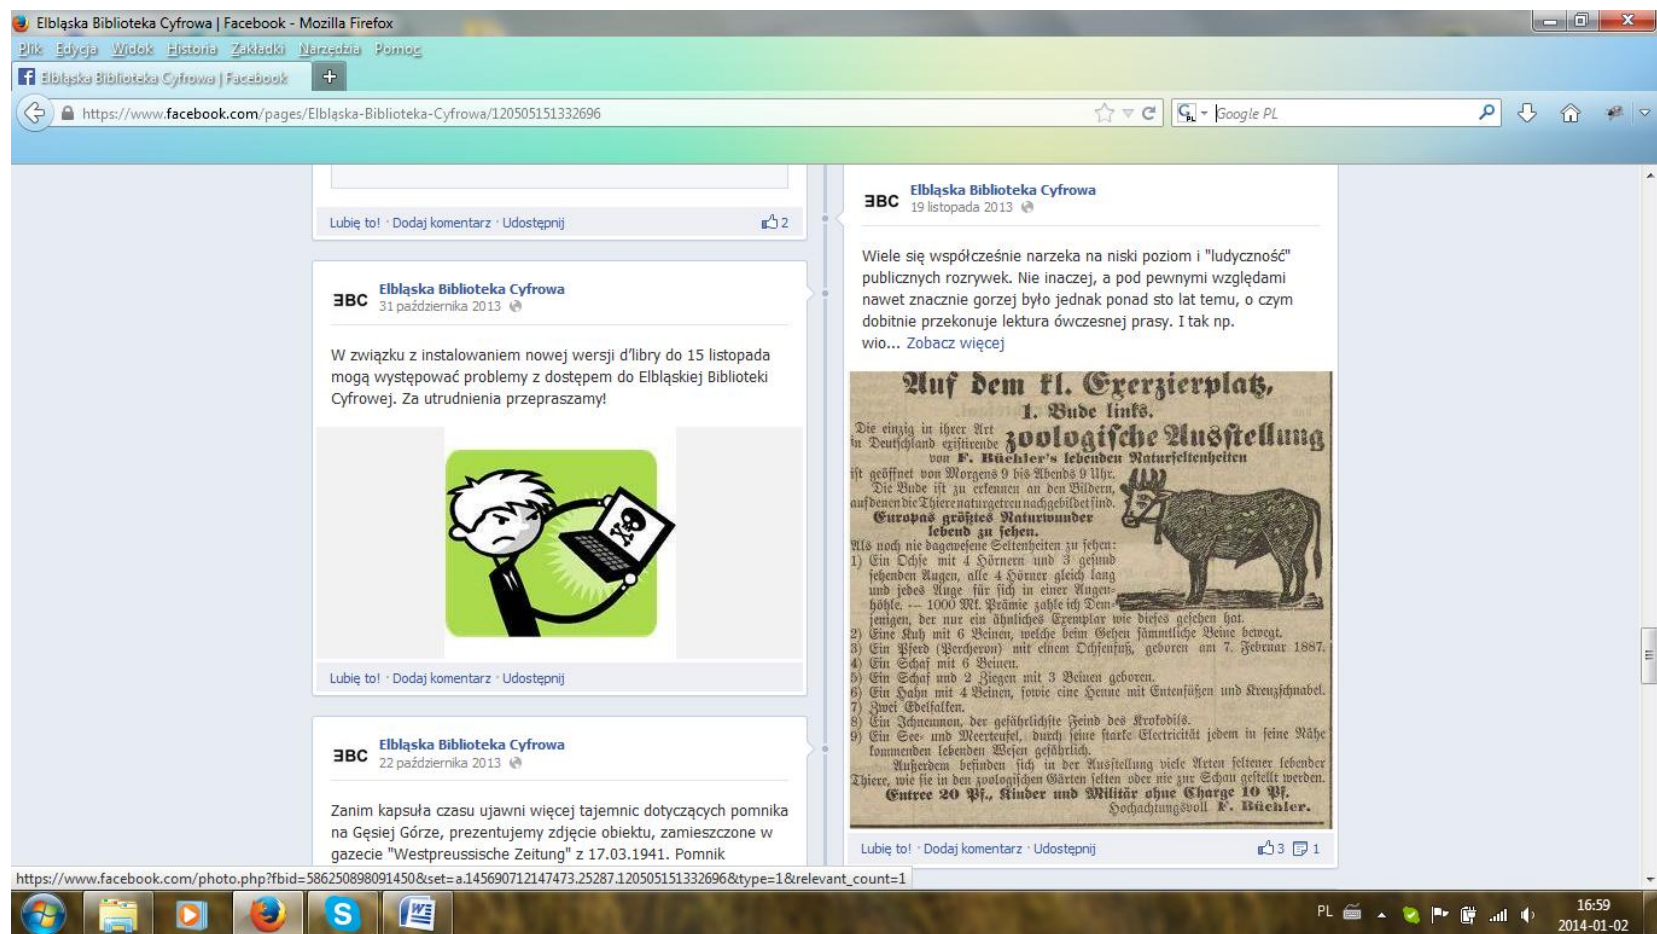 Elbląska Biblioteka Cyfrowa | Facebook - Mozilla Firefox
Plik Edycja Widok Historia Zakładki Narzędzia Pomoc
Elbląska Biblioteka Cyfrowa | Facebook
https://www.facebook.com/pages/Elbląska-Biblioteka-Cyfrowa/120505151332696
Google PL
Lubię to! · Dodaj komentarz · Udostępnij 2
EBC Elbląska Biblioteka Cyfrowa
31 października 2013
W związku z instalowaniem nowej wersji d'libry do 15 listopada
mogą występować problemy z dostępem do Elbląskiej Biblioteki
Cyfrowej. Za utrudnienia przepraszamy!
Lubię to! · Dodaj komentarz · Udostępnij
EBC Elbląska Biblioteka Cyfrowa
22 października 2013
Zanim kapsuła czasu ujawni więcej tajemnic dotyczących pomnika
na Gęsiej Górze, prezentujemy zdjęcie obiektu, zamieszczone w
gazecie "Westpreussische Zeitung" z 17.03.1941. Pomnik
EBC Elbląska Biblioteka Cyfrowa
19 listopada 2013
Wiele się współcześnie narzeka na niski poziom i "ludyczność"
publicznych rozrywek. Nie inaczej, a pod pewnymi względami
nawet znacznie gorzej było jednak ponad sto lat temu, o czym
dobitnie przekonuje lektura ówczesnej prasy. I tak np.
wio... Zobacz więcej
Auf dem kl. Exerzierplatz,
1. Bude links.
Die einzig in ihrer Art
in Deutschland existirende zoologische Ausstellung
von F. Büchler's lebenden Naturseltenheiten
ist geöffnet von Morgens 9 bis Abends 9 Uhr.
Die Bude ist zu erkennen an den Bildern,
auf denen die Thiere naturgetreu nachgebildet sind.
Europas größtes Naturwunder
lebend zu sehen.
Als noch nie dagewesene Seltenheiten zu sehen:
1) Ein Ochse mit 4 Hörnern und 3 gesund
sehenden Augen, alle 4 Hörner gleich lang
und jedes Auge für sich in einer Augen-
höhle. -- 1000 Mk. Prämie zahle ich Dem-
jenigen, der nur ein ähnliches Exemplar wie dieses gesehen hat.
2) Eine Kuh mit 6 Beinen, welche beim Gehen sämmtliche Beine bewegt.
3) Ein Pferd (Percheron) mit einem Ochsenfuß, geboren am 7. Februar 1887.
4) Ein Schaf mit 6 Beinen.
5) Ein Schaf und 2 Ziegen mit 3 Beinen geboren.
6) Ein Hahn mit 4 Beinen, sowie eine Henne mit Entenfüßen und Kreuzschnabel.
7) Zwei Edelfalken.
8) Ein Ichneumon, der gefährlichste Feind des Krokodils.
9) Ein See- und Meerteufel, durch seine starke Electricität jedem in seine Nähe
kommenden lebenden Wesen gefährlich.
Außerdem befinden sich in der Ausstellung viele Arten seltener lebender
Thiere, wie sie in den zoologischen Gärten selten oder nie zur Schau gestellt werden.
Entree 20 Pf., Kinder und Militär ohne Charge 10 Pf.
Hochachtungsvoll F. Büchler.
Lubię to! · Dodaj komentarz · Udostępnij 3 1
https://www.facebook.com/photo.php?fbid=586250898091450&set=a.145690712147473.25287.120505151332696&type=1&relevant_count=1
PL 16:59
2014-01-02